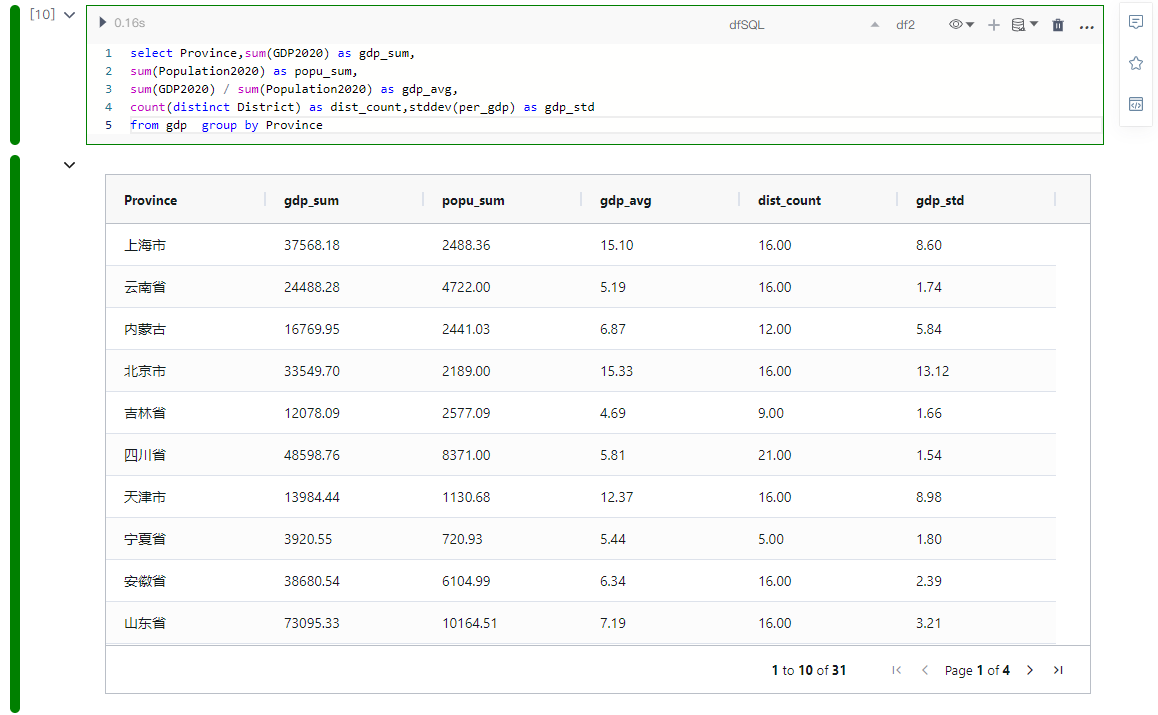 [10]
0.16s dfSQL df2
1 select Province,sum(GDP2020) as gdp_sum,
2 sum(Population2020) as popu_sum,
3 sum(GDP2020) / sum(Population2020) as gdp_avg,
4 count(distinct District) as dist_count,stddev(per_gdp) as gdp_std
5 from gdp  group by Province
Province gdp_sum popu_sum gdp_avg dist_count gdp_std
上海市 37568.18 2488.36 15.10 16.00 8.60
云南省 24488.28 4722.00 5.19 16.00 1.74
内蒙古 16769.95 2441.03 6.87 12.00 5.84
北京市 33549.70 2189.00 15.33 16.00 13.12
吉林省 12078.09 2577.09 4.69 9.00 1.66
四川省 48598.76 8371.00 5.81 21.00 1.54
天津市 13984.44 1130.68 12.37 16.00 8.98
宁夏省 3920.55 720.93 5.44 5.00 1.80
安徽省 38680.54 6104.99 6.34 16.00 2.39
山东省 73095.33 10164.51 7.19 16.00 3.21
1 to 10 of 31 Page 1 of 4